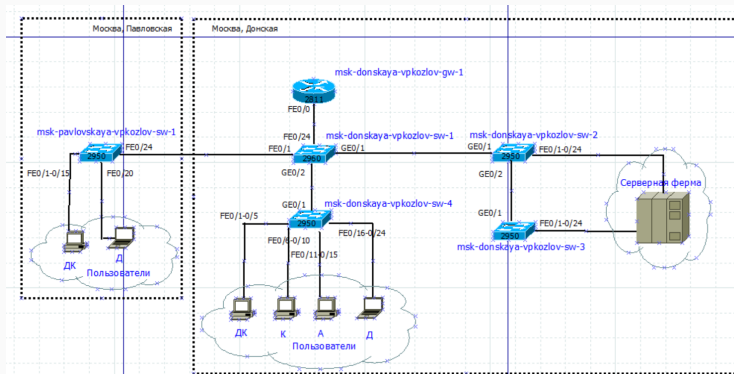 Москва, Павловская
Москва, Донская
msk-donskaya-vpkozlov-gw-1
2811
FE0/0
msk-pavlovskaya-vpkozlov-sw-1
2950
FE0/24
FE0/24
msk-donskaya-vpkozlov-sw-1
FE0/1
2960
GE0/1
GE0/2
msk-donskaya-vpkozlov-sw-2
GE0/1
2950
FE0/1-0/24
GE0/2
FE0/1-0/15
FE0/20
Серверная ферма
GE0/1
msk-donskaya-vpkozlov-sw-4
2950
GE0/1
2950
FE0/1-0/24
msk-donskaya-vpkozlov-sw-3
FE0/1-0/5
FE0/6-0/10
FE0/11-0/15
FE0/16-0/24
ДК
Д
Пользователи
ДК
К
А
Д
Пользователи